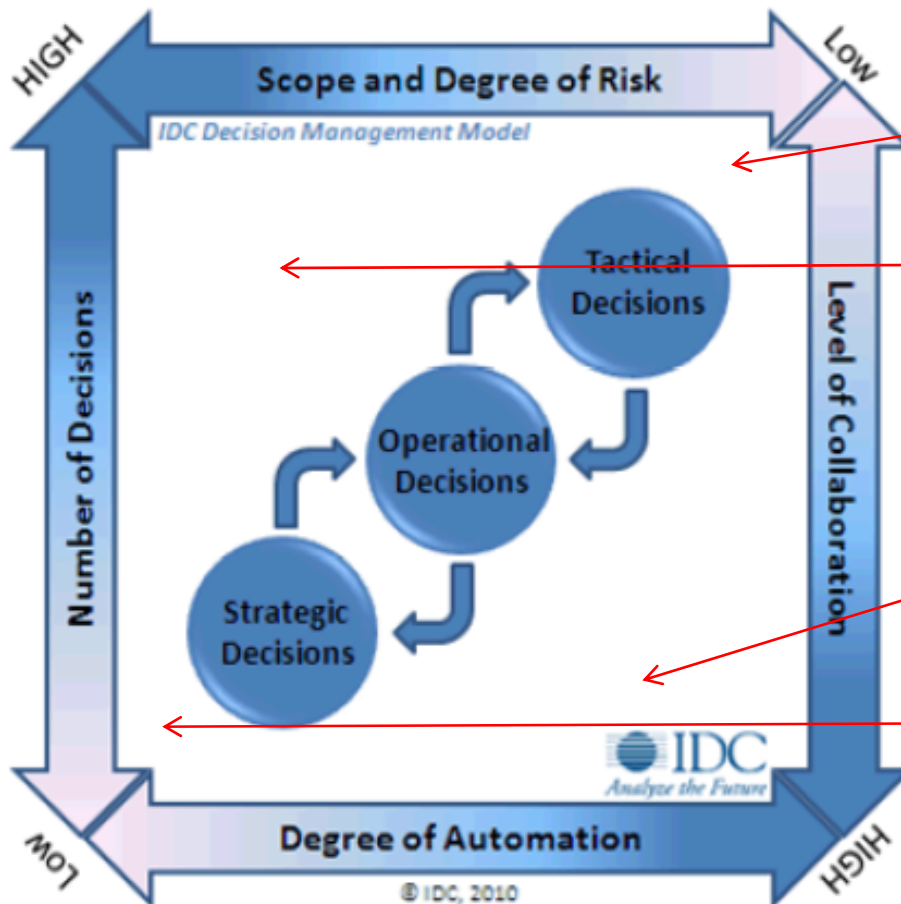 HIGH
Low
Scope and Degree of Risk
IDC Decision Management Model
Tactical
Decisions
Number of Decisions
Level of Collaboration
Operational
Decisions
Strategic
Decisions
IDC
Analyze the Future
Degree of Automation
Low
HIGH
© IDC, 2010